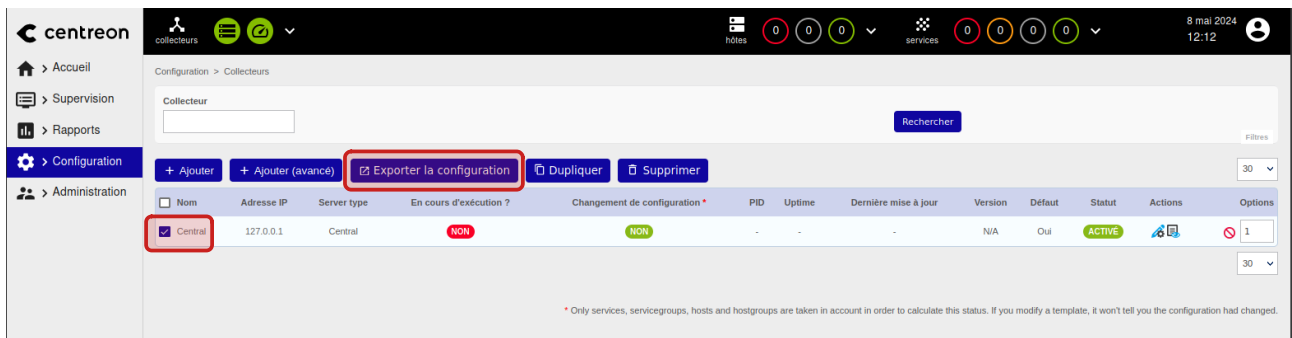 centreon
collecteurs
hôtes
0
0
0
services
0
0
0
0
8 mai 2024
12:12
Accueil
Supervision
Rapports
Configuration
Administration
Configuration > Collecteurs
Collecteur
Rechercher
Filtres
+ Ajouter
+ Ajouter (avancé)
Exporter la configuration
Dupliquer
Supprimer
30
Nom Adresse IP Server type En cours d'exécution ? Changement de configuration * PID Uptime Dernière mise à jour Version Défaut Statut Actions Options
Central 127.0.0.1 Central NON NON - - - N/A Oui ACTIVÉ 1
30
* Only services, servicegroups, hosts and hostgroups are taken in account in order to calculate this status. If you modify a template, it won't tell you the configuration had changed.